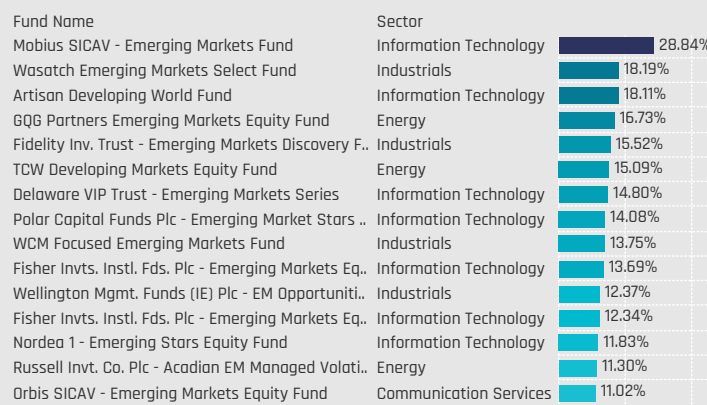 Fund Name Sector
Mobius SICAV - Emerging Markets Fund Information Technology 28.84%
Wasatch Emerging Markets Select Fund Industrials 18.19%
Artisan Developing World Fund Information Technology 18.11%
GQG Partners Emerging Markets Equity Fund Energy 16.73%
Fidelity Inv. Trust - Emerging Markets Discovery F.. Industrials 15.52%
TCW Developing Markets Equity Fund Energy 15.09%
Delaware VIP Trust - Emerging Markets Series Information Technology 14.80%
Polar Capital Funds Plc - Emerging Market Stars .. Information Technology 14.08%
WCM Focused Emerging Markets Fund Industrials 13.75%
Fisher Invts. Instl. Fds. Plc - Emerging Markets Eq.. Information Technology 13.69%
Wellington Mgmt. Funds (IE) Plc - EM Opportuniti.. Industrials 12.37%
Fisher Invts. Instl. Fds. Plc - Emerging Markets Eq.. Information Technology 12.34%
Nordea 1 - Emerging Stars Equity Fund Information Technology 11.83%
Russell Invt. Co. Plc - Acadian EM Managed Volati.. Energy 11.30%
Orbis SICAV - Emerging Markets Equity Fund Communication Services 11.02%